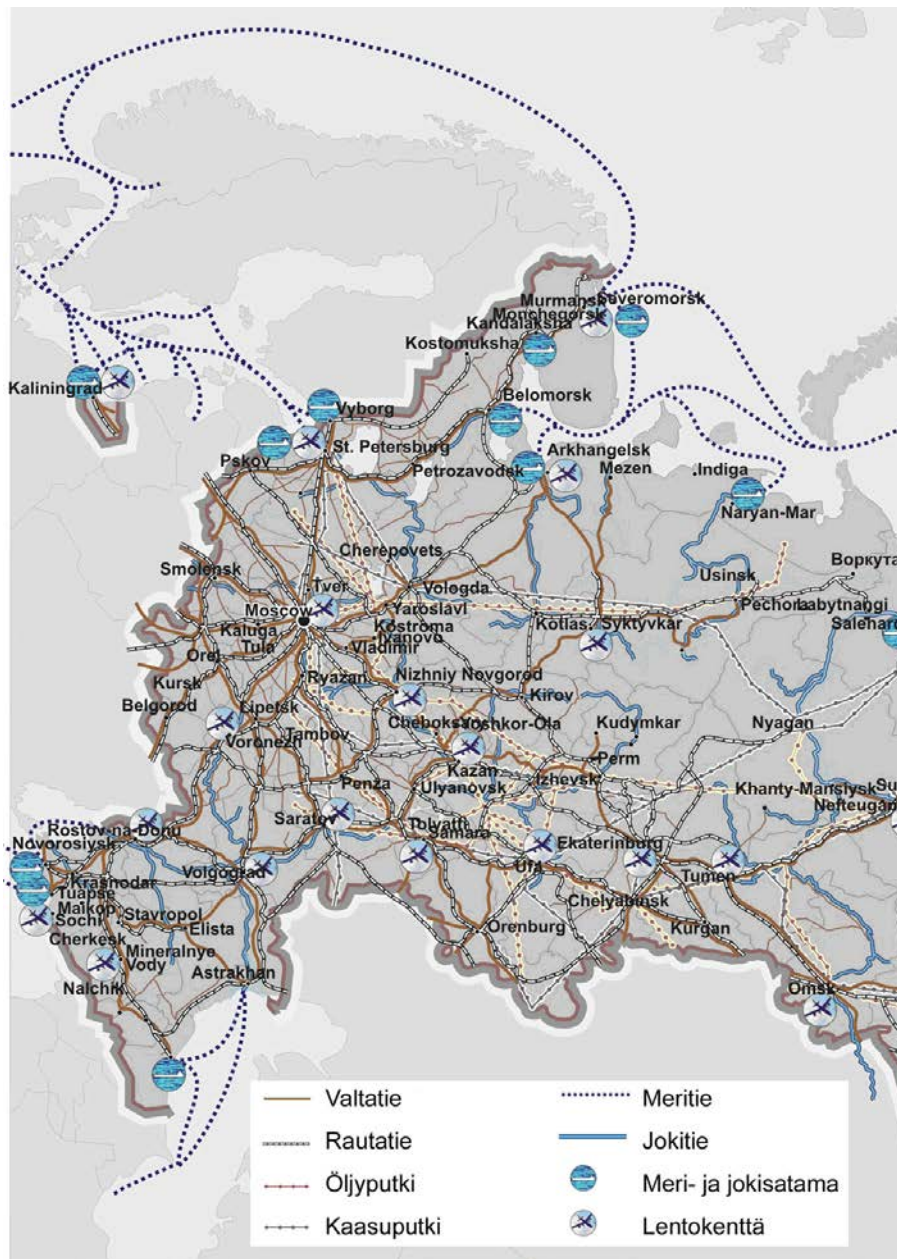 Murmansk
Severomorsk
Monchegorsk
Kandalaksha
Kostomuksha
Kaliningrad
Belomorsk
Vyborg
St. Petersburg
Arkhangelsk
Pskov
Petrozavodsk
Mezen
Indiga
Naryan-Mar
Cherepovets
Воркута
Smolensk
Tver
Vologda
Usinsk
Moscow
Yaroslavl
Pechora
Labytnangi
Kaluga
Kostroma
Kotlas
Syktyvkar
Salehard
Tula
Ivanovo
Orel
Vladimir
Ryazan
Nizhniy Novgorod
Kursk
Kirov
Belgorod
Lipetsk
Cheboksary
Yoshkor-Ola
Kudymkar
Nyagan
Voronezh
Tambov
Perm
Kazan
Penza
Ulyanovsk
Izhevsk
Khanty-Mansiysk
Su
Nefteugan
Rostov-na-Donu
Saratov
Tolyatti
Samara
Ekaterinburg
Novorosiysk
Volgograd
Ufa
Tumen
Krasnodar
Tuapse
Chelyabinsk
Maikop
Stavropol
Sochi
Elista
Orenburg
Kurgan
Cherkesk
Mineralnye
Vody
Astrakhan
Nalchik
Omsk
Valtatie
Meritie
Rautatie
Jokitie
Öljyputki
Meri- ja jokisatama
Kaasuputki
Lentokenttä